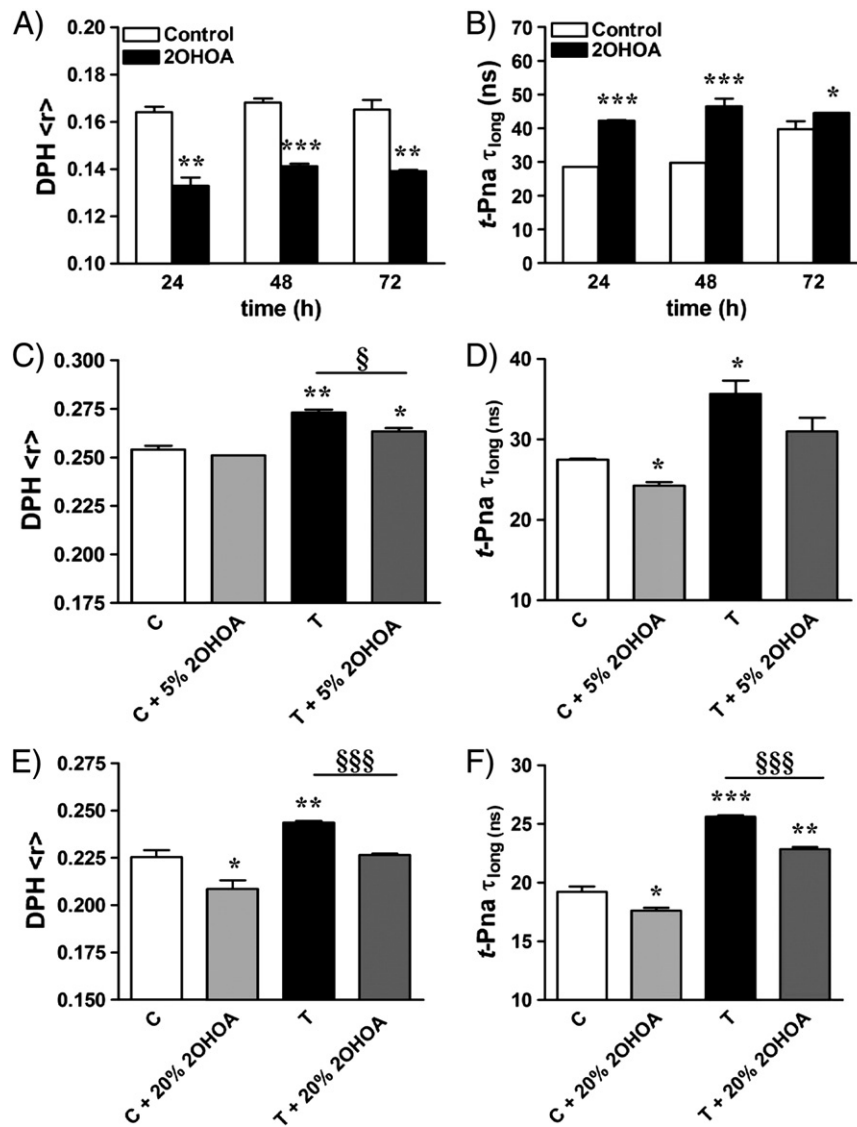 A)
Control
2OHOA
DPH <r>
0.20
0.18
0.16
0.14
0.12
0.10
**
***
**
24
48
72
time (h)
B)
Control
2OHOA
t-Pna τlong (ns)
70
60
50
40
30
20
10
0
***
***
*
24
48
72
time (h)
C)
DPH <r>
0.300
0.275
0.250
0.225
0.200
0.175
**
§
*
C
C + 5% 2OHOA
T
T + 5% 2OHOA
D)
t-Pna τlong (ns)
40
30
20
10
*
*
C
C + 5% 2OHOA
T
T + 5% 2OHOA
E)
DPH <r>
0.275
0.250
0.225
0.200
0.175
0.150
*
**
§§§
C
C + 20% 2OHOA
T
T + 20% 2OHOA
F)
t-Pna τlong (ns)
30
25
20
15
10
*
***
§§§
**
C
C + 20% 2OHOA
T
T + 20% 2OHOA